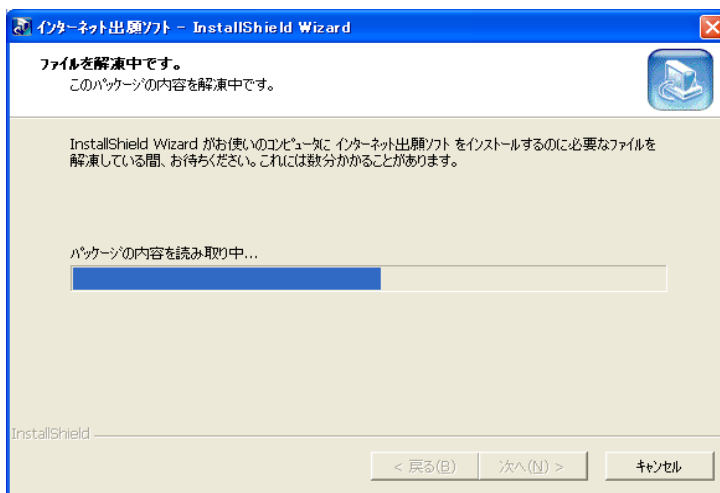 インターネット出願ソフト - InstallShield Wizard
ファイルを解凍中です。
このパッケージの内容を解凍中です。
InstallShield Wizard がお使いのコンピュータに インターネット出願ソフト をインストールするのに必要なファイルを
解凍している間、お待ちください。これには数分かかることがあります。
パッケージの内容を読み取り中...
InstallShield
< 戻る(B)
次へ(N) >
キャンセル